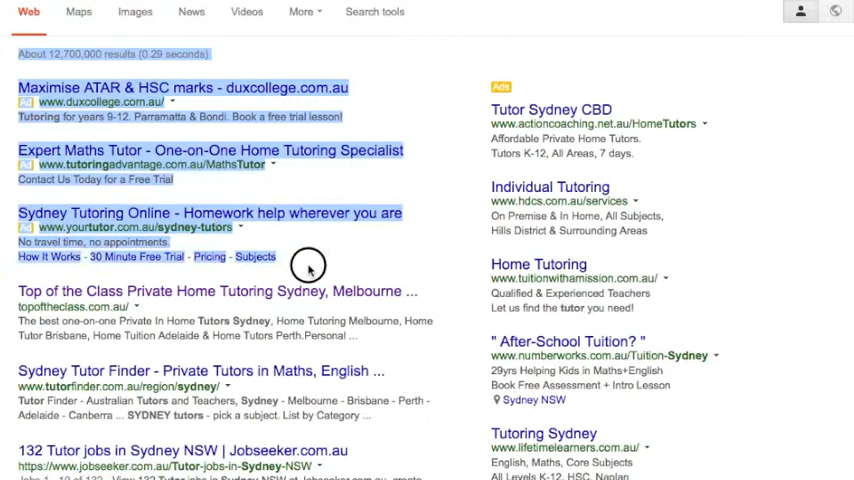 Web Maps Images News Videos More Search tools
About 12,700,000 results (0.29 seconds)
Maximise ATAR & HSC marks - duxcollege.com.au
Ad www.duxcollege.com.au/
Tutoring for years 9-12. Parramatta & Bondi. Book a free trial lesson!
Expert Maths Tutor - One-on-One Home Tutoring Specialist
Ad www.tutoringadvantage.com.au/MathsTutor
Contact Us Today for a Free Trial
Sydney Tutoring Online - Homework help wherever you are
Ad www.yourtutor.com.au/sydney-tutors
No travel time, no appointments.
How It Works - 30 Minute Free Trial - Pricing - Subjects
Top of the Class Private Home Tutoring Sydney, Melbourne ...
topoftheclass.com.au/
The best one-on-one Private In Home Tutors Sydney, Home Tutoring Melbourne, Home
Tutor Brisbane, Home Tuition Adelaide & Home Tutors Perth.Personal ...
Sydney Tutor Finder - Private Tutors in Maths, English ...
www.tutorfinder.com.au/region/sydney/
Tutor Finder - Australian Tutors and Teachers, Sydney - Melbourne - Brisbane - Perth -
Adelaide - Canberra ... SYDNEY tutors - pick a subject. List by Category ...
132 Tutor jobs in Sydney NSW | Jobseeker.com.au
https://www.jobseeker.com.au/Tutor-jobs-in-Sydney-NSW
Ads
Tutor Sydney CBD
www.actioncoaching.net.au/HomeTutors
Affordable Private Home Tutors.
Tutors K-12, All Areas, 7 days.
Individual Tutoring
www.hdcs.com.au/services
On Premise & In Home, All Subjects,
Hills District & Surrounding Areas
Home Tutoring
www.tuitionwithamission.com.au/
Qualified & Experienced Teachers
Let us find the tutor you need!
" After-School Tuition? "
www.numberworks.com.au/Tuition-Sydney
29yrs Helping Kids in Maths+English
Book Free Assessment + Intro Lesson
Sydney NSW
Tutoring Sydney
www.lifetimelearners.com.au/
English, Maths, Core Subjects
All Levels K-12, HSC, Naplan